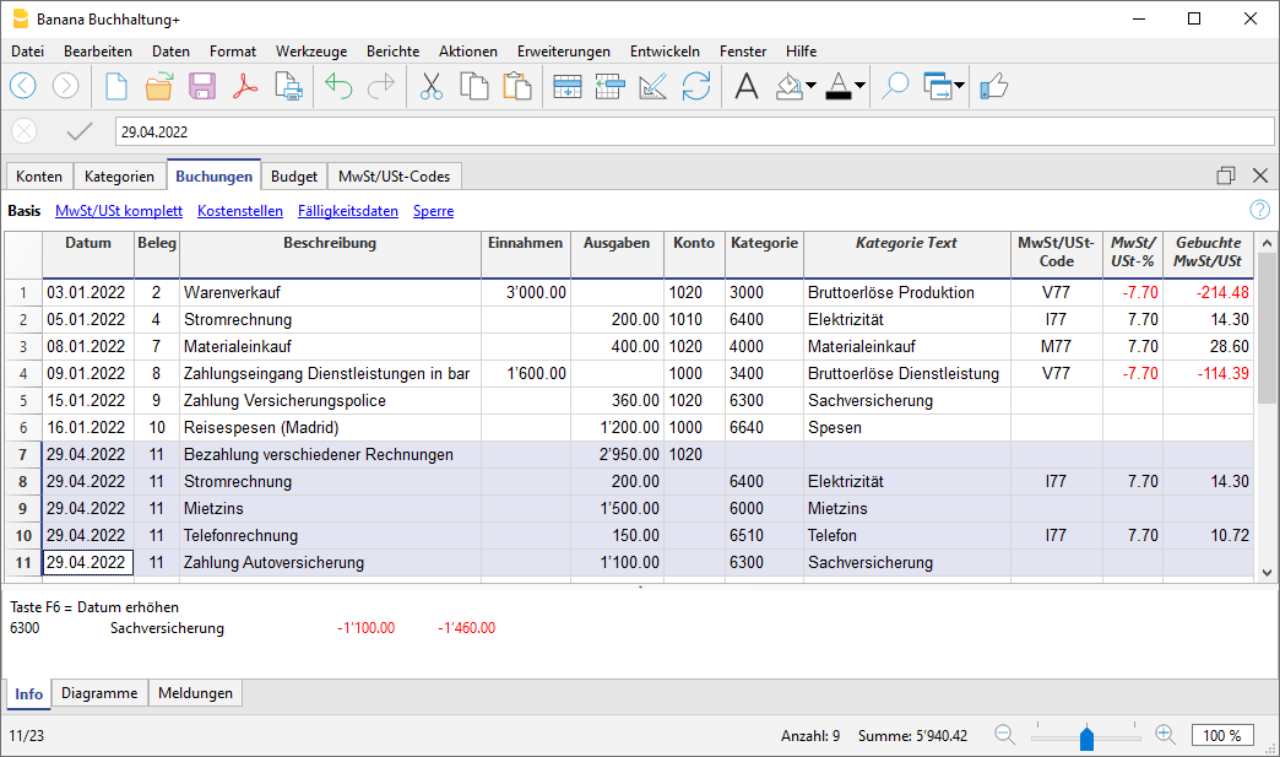 Banana Buchhaltung+
Datei Bearbeiten Daten Format Werkzeuge Berichte Aktionen Erweiterungen Entwickeln Fenster Hilfe
29.04.2022
Konten Kategorien Buchungen Budget MwSt/USt-Codes
Basis MwSt/USt komplett Kostenstellen Fälligkeitsdaten Sperre
Datum Beleg Beschreibung Einnahmen Ausgaben Konto Kategorie Kategorie Text MwSt/USt-Code MwSt/USt-% Gebuchte MwSt/USt
1 03.01.2022 2 Warenverkauf 3'000.00 1020 3000 Bruttoerlöse Produktion V77 -7.70 -214.48
2 05.01.2022 4 Stromrechnung 200.00 1010 6400 Elektrizität I77 7.70 14.30
3 08.01.2022 7 Materialeinkauf 400.00 1020 4000 Materialeinkauf M77 7.70 28.60
4 09.01.2022 8 Zahlungseingang Dienstleistungen in bar 1'600.00 1000 3400 Bruttoerlöse Dienstleistung V77 -7.70 -114.39
5 15.01.2022 9 Zahlung Versicherungspolice 360.00 1020 6300 Sachversicherung
6 16.01.2022 10 Reisespesen (Madrid) 1'200.00 1000 6640 Spesen
7 29.04.2022 11 Bezahlung verschiedener Rechnungen 2'950.00 1020
8 29.04.2022 11 Stromrechnung 200.00 6400 Elektrizität I77 7.70 14.30
9 29.04.2022 11 Mietzins 1'500.00 6000 Mietzins
10 29.04.2022 11 Telefonrechnung 150.00 6510 Telefon I77 7.70 10.72
11 29.04.2022 11 Zahlung Autoversicherung 1'100.00 6300 Sachversicherung
Taste F6 = Datum erhöhen
6300 Sachversicherung -1'100.00 -1'460.00
Info Diagramme Meldungen
11/23 Anzahl: 9 Summe: 5'940.42 100 %